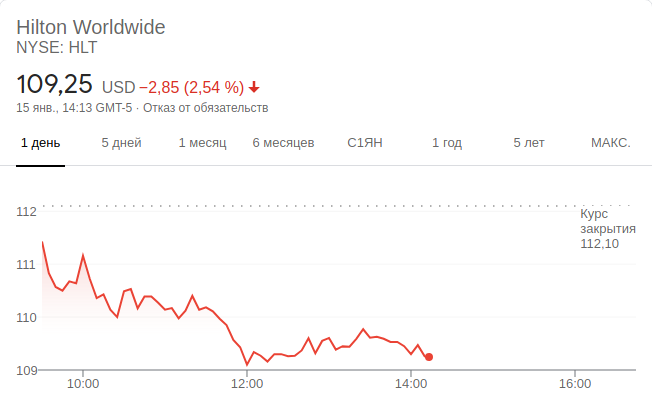 Hilton Worldwide
NYSE: HLT
109,25 USD −2,85 (2,54 %)
15 янв., 14:13 GMT-5 · Отказ от обязательств
1 день 5 дней 1 месяц 6 месяцев С1ЯН 1 год 5 лет МАКС.
112
Курс
закрытия
112,10
111
110
109
10:00 12:00 14:00 16:00